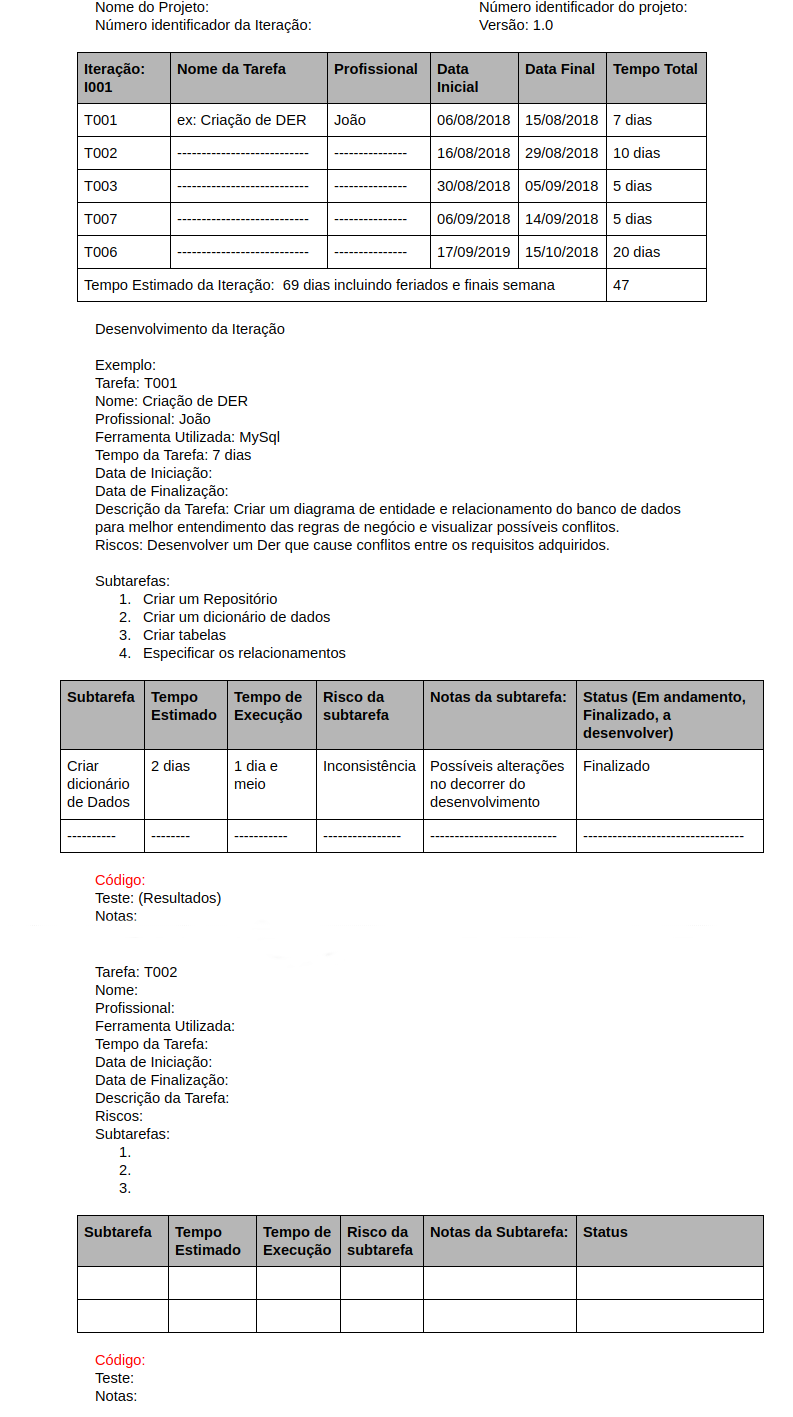 Nome do Projeto: Número identificador do projeto:
Número identificador da Iteração: Versão: 1.0
Iteração: I001 Nome da Tarefa Profissional Data Inicial Data Final Tempo Total
T001 ex: Criação de DER João 06/08/2018 15/08/2018 7 dias
T002 --------------------------- --------------- 16/08/2018 29/08/2018 10 dias
T003 --------------------------- --------------- 30/08/2018 05/09/2018 5 dias
T007 --------------------------- --------------- 06/09/2018 14/09/2018 5 dias
T006 --------------------------- --------------- 17/09/2019 15/10/2018 20 dias
Tempo Estimado da Iteração: 69 dias incluindo feriados e finais semana 47
Desenvolvimento da Iteração
Exemplo:
Tarefa: T001
Nome: Criação de DER
Profissional: João
Ferramenta Utilizada: MySql
Tempo da Tarefa: 7 dias
Data de Iniciação:
Data de Finalização:
Descrição da Tarefa: Criar um diagrama de entidade e relacionamento do banco de dados
para melhor entendimento das regras de negócio e visualizar possíveis conflitos.
Riscos: Desenvolver um Der que cause conflitos entre os requisitos adquiridos.
Subtarefas:
1. Criar um Repositório
2. Criar um dicionário de dados
3. Criar tabelas
4. Especificar os relacionamentos
Subtarefa Tempo Estimado Tempo de Execução Risco da subtarefa Notas da subtarefa: Status (Em andamento, Finalizado, a desenvolver)
Criar dicionário de Dados 2 dias 1 dia e meio Inconsistência Possíveis alterações no decorrer do desenvolvimento Finalizado
---------- -------- ----------- ---------------- -------------------------- ---------------------------------
Código:
Teste: (Resultados)
Notas:
Tarefa: T002
Nome:
Profissional:
Ferramenta Utilizada:
Tempo da Tarefa:
Data de Iniciação:
Data de Finalização:
Descrição da Tarefa:
Riscos:
Subtarefas:
1.
2.
3.
Subtarefa Tempo Estimado Tempo de Execução Risco da subtarefa Notas da Subtarefa: Status
Código:
Teste:
Notas: